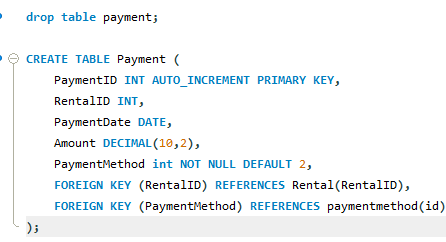 drop table payment;
CREATE TABLE Payment (
PaymentID INT AUTO_INCREMENT PRIMARY KEY,
RentalID INT,
PaymentDate DATE,
Amount DECIMAL(10,2),
PaymentMethod int NOT NULL DEFAULT 2,
FOREIGN KEY (RentalID) REFERENCES Rental(RentalID),
FOREIGN KEY (PaymentMethod) REFERENCES paymentmethod(id)
);